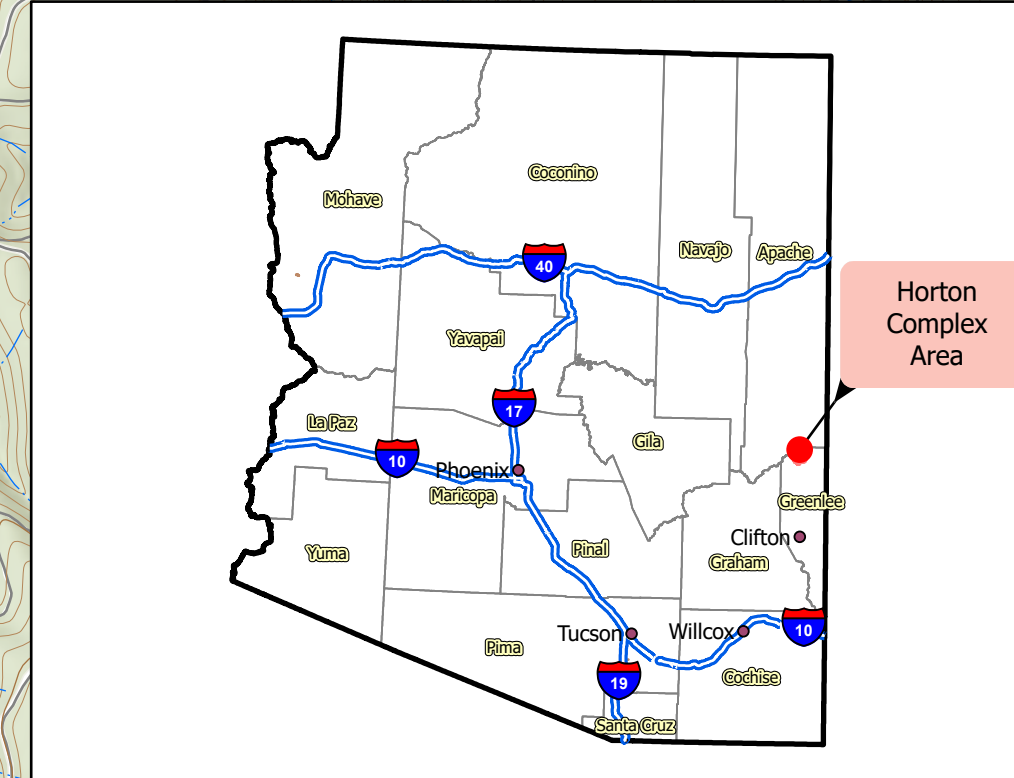 Coconino
Mohave
Navajo
Apache
40
Horton
Complex
Area
Yavapai
17
La Paz
Gila
10
Phoenix
Maricopa
Greenlee
Clifton
Yuma
Pinal
Graham
10
Tucson
Willcox
Pima
Cochise
19
Santa Cruz